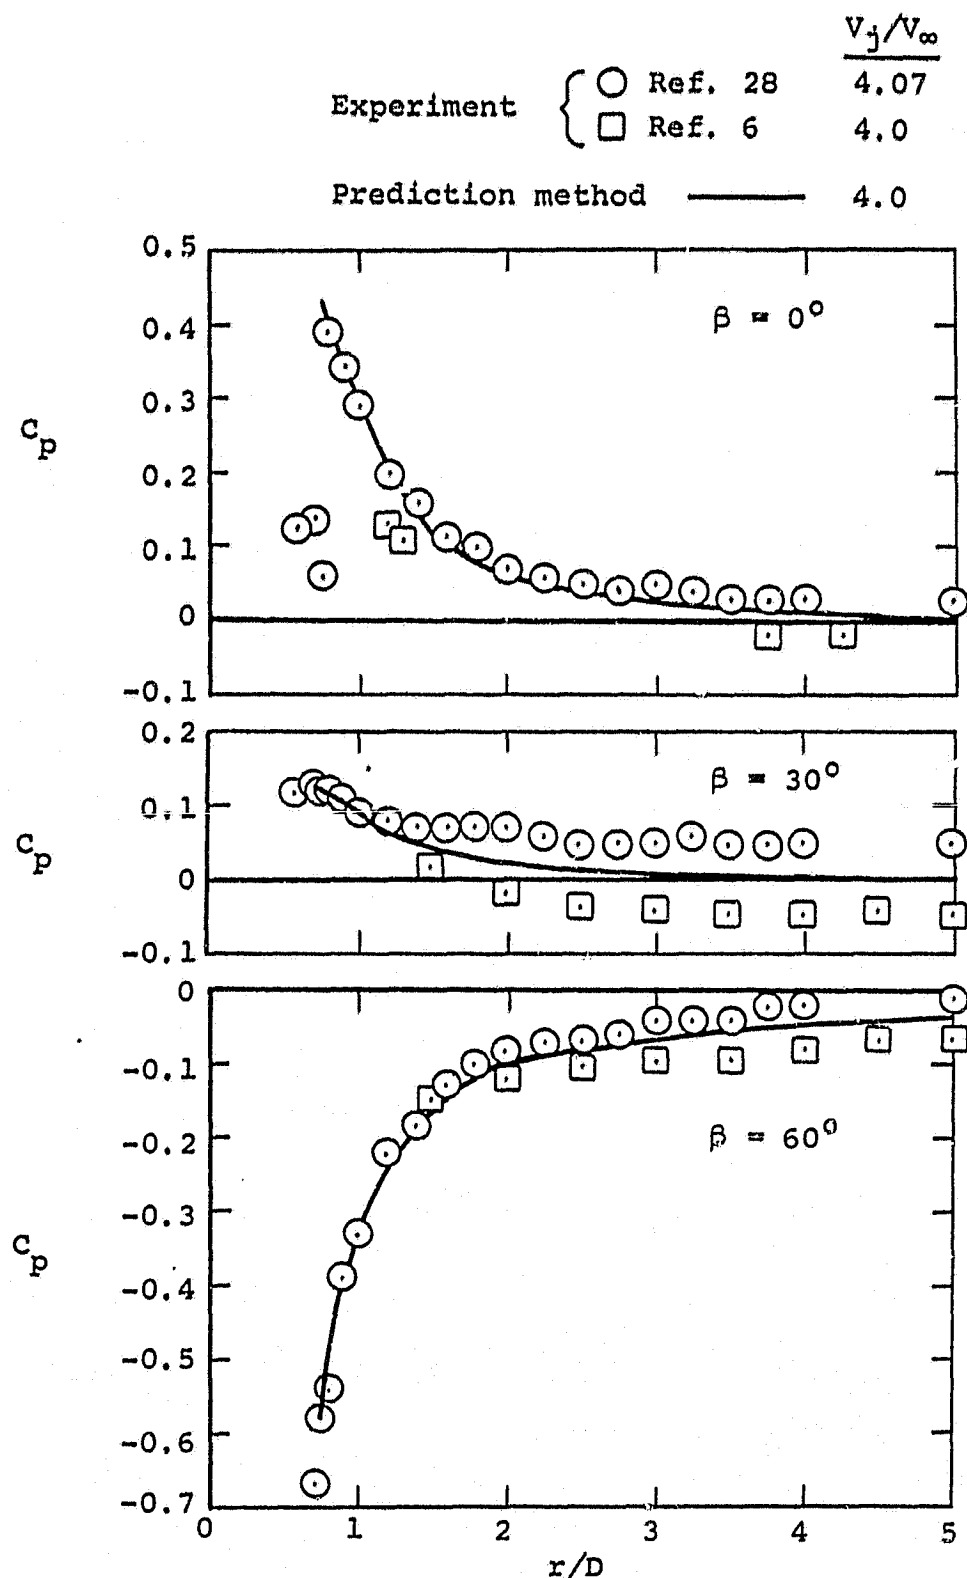 Vj/V∞
Experiment { ○ Ref. 28 4.07
□ Ref. 6 4.0
Prediction method —— 4.0
0.5
0.4
0.3
0.2
0.1
0
-0.1
Cp
β = 0°
0.2
0.1
0
-0.1
Cp
β = 30°
0
-0.1
-0.2
-0.3
-0.4
-0.5
-0.6
-0.7
Cp
β = 60°
0 1 2 3 4 5
r/D